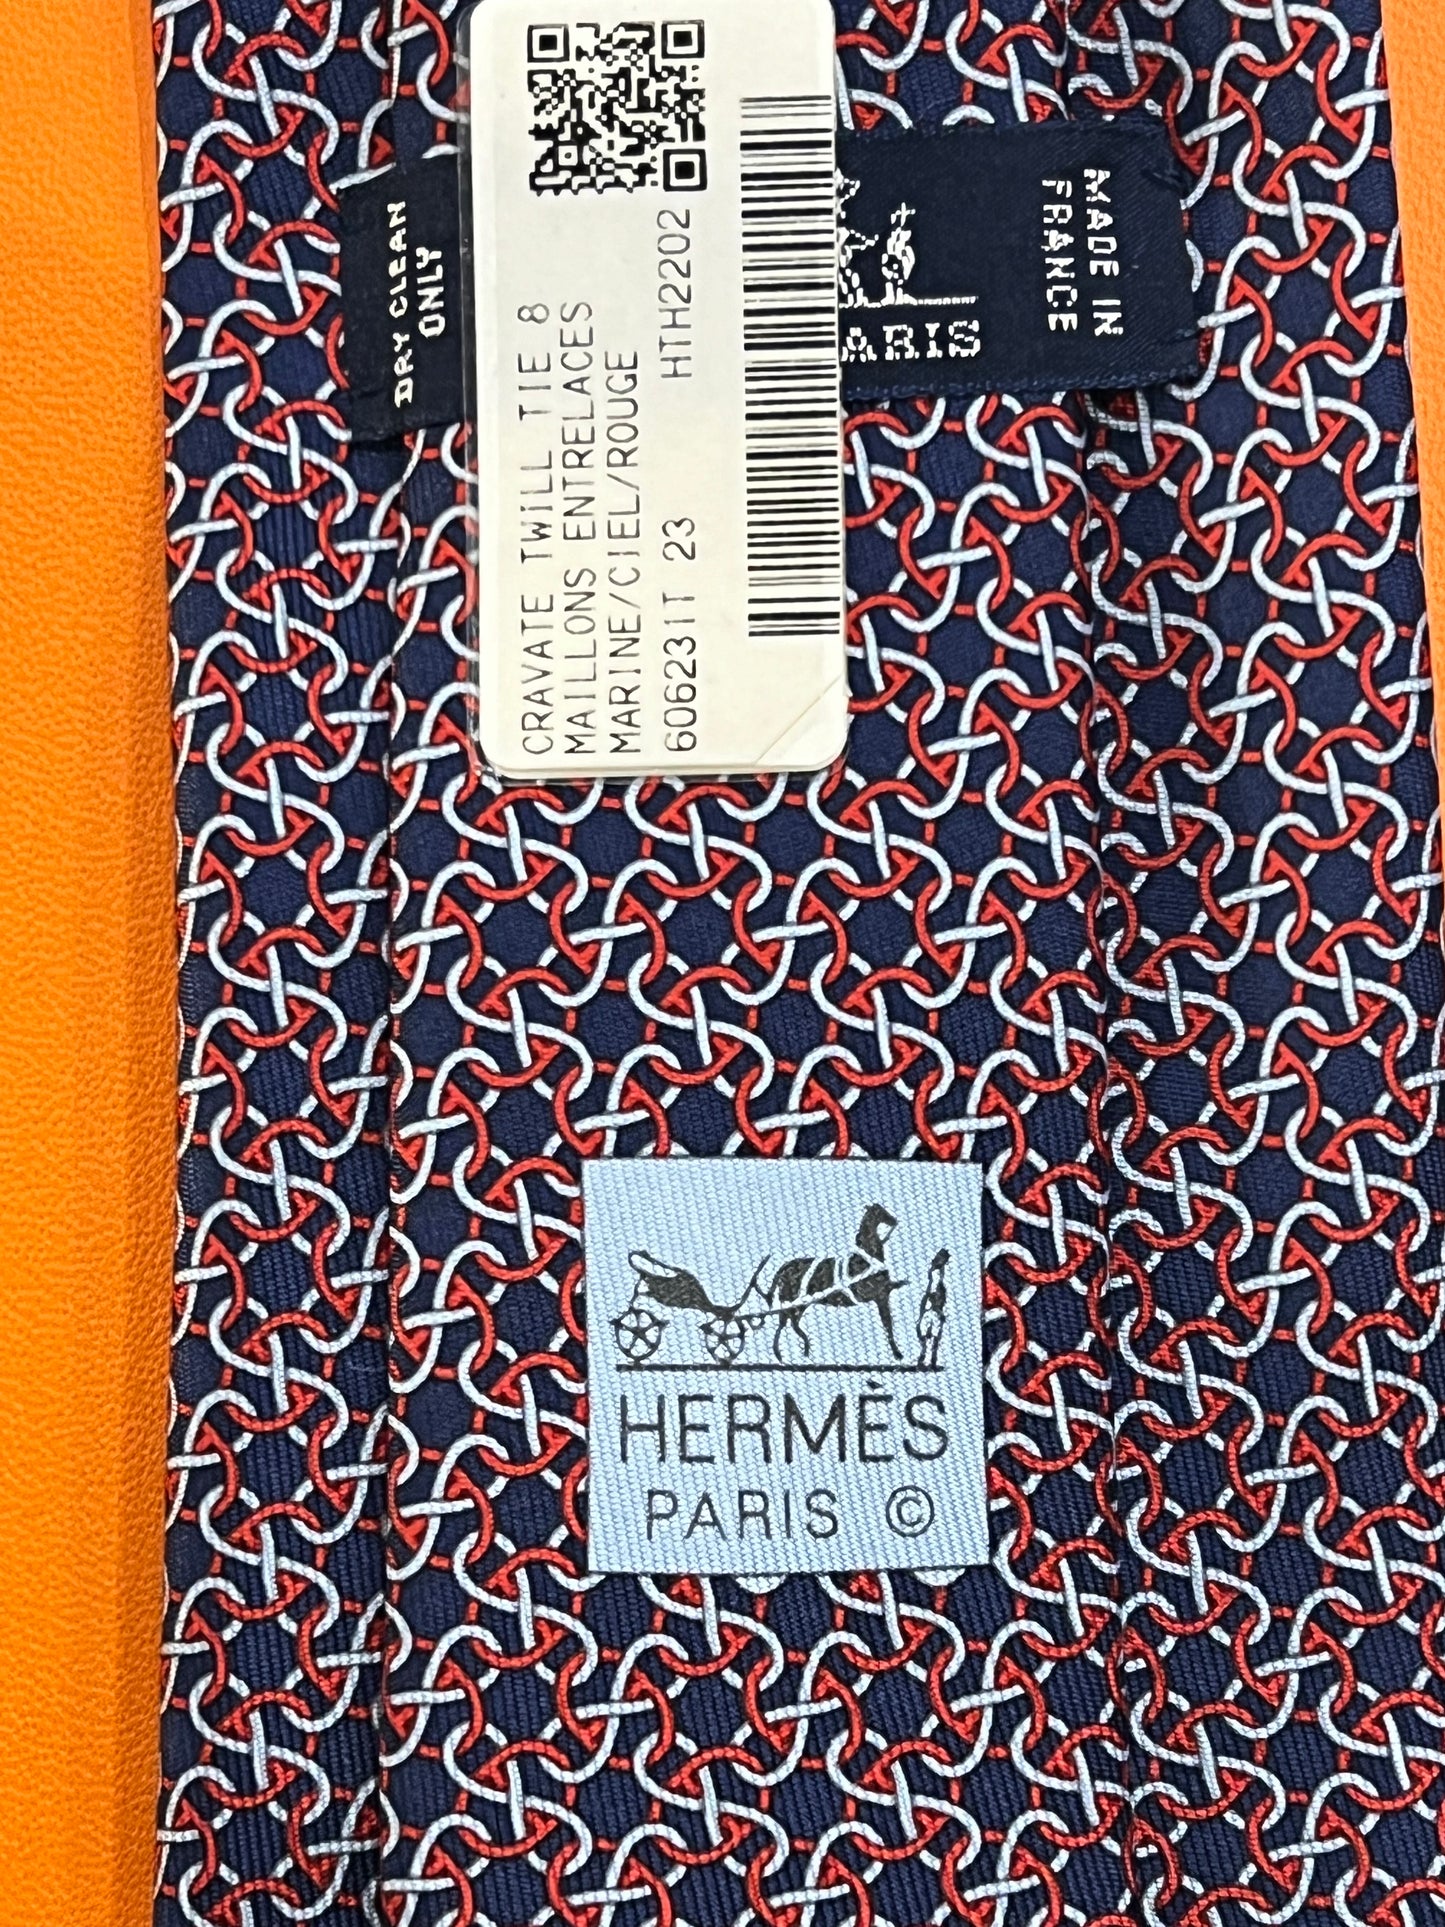 CRAVATE TWILL TIE 8
MAILLONS ENTRELACES
MARINE/CIEL/ROUGE
606231T 23 HTH2202
DRY CLEAN
ONLY
MADE IN
FRANCE
HERMÈS
PARIS ©